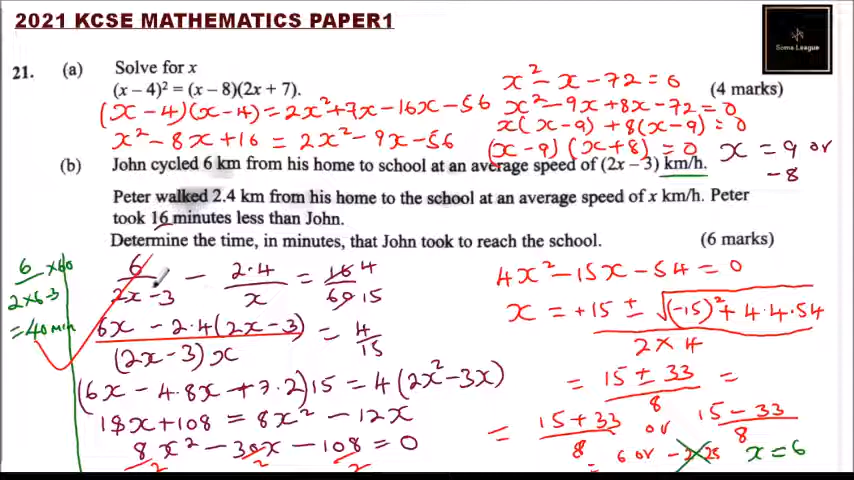 2021 KCSE MATHEMATICS PAPER1
Soma League
21. (a) Solve for x
(x – 4)² = (x – 8)(2x + 7). (4 marks)
(x – 4)(x – 4) = 2x² + 7x – 16x – 56
x² – 8x + 16 = 2x² – 9x – 56
x² – x – 72 = 0
x² – 9x + 8x – 72 = 0
x(x – 9) + 8(x – 9) = 0
(x – 9)(x + 8) = 0
x = 9 or
–8
(b) John cycled 6 km from his home to school at an average speed of (2x – 3) km/h.
Peter walked 2.4 km from his home to the school at an average speed of x km/h. Peter
took 16 minutes less than John.
Determine the time, in minutes, that John took to reach the school. (6 marks)
6/(2×6–3) ×60
= 40 min
6/(2x – 3) – 2.4/x = 16/60 4/15
(6x – 2.4(2x – 3))/((2x – 3)x) = 4/15
(6x – 4.8x + 7.2)15 = 4(2x² – 3x)
18x + 108 = 8x² – 12x
8x² – 30x – 108 = 0
2 2 2
4x² – 15x – 54 = 0
x = +15 ± √((–15)² + 4.4.54)
2 × 4
= (15 ± 33)/8 =
= (15 + 33)/8 or (15 – 33)/8
= 6 or –2.25 x = 6